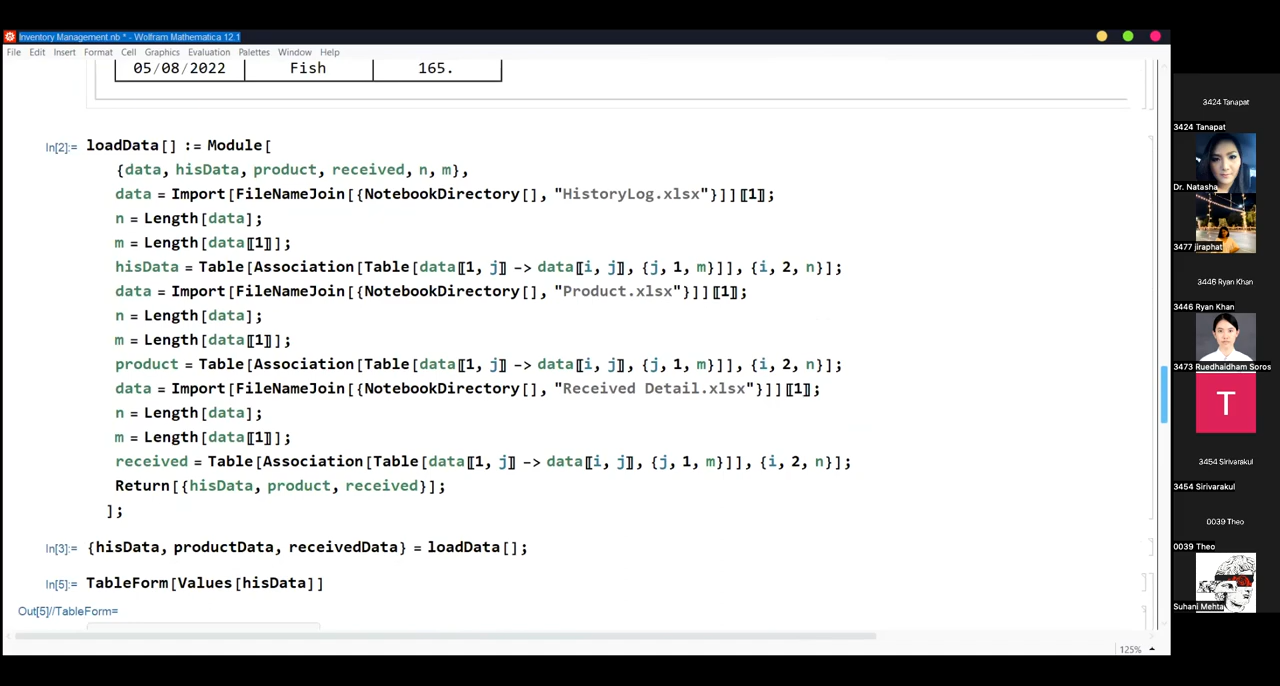 Inventory Management.nb * - Wolfram Mathematica 12.1
File Edit Insert Format Cell Graphics Evaluation Palettes Window Help
05/08/2022 Fish 165.
In[2]:= loadData[] := Module[
{data, hisData, product, received, n, m},
data = Import[FileNameJoin[{NotebookDirectory[], "HistoryLog.xlsx"}]]〚1〛;
n = Length[data];
m = Length[data〚1〛];
hisData = Table[Association[Table[data〚1, j〛 -> data〚i, j〛, {j, 1, m}]], {i, 2, n}];
data = Import[FileNameJoin[{NotebookDirectory[], "Product.xlsx"}]]〚1〛;
n = Length[data];
m = Length[data〚1〛];
product = Table[Association[Table[data〚1, j〛 -> data〚i, j〛, {j, 1, m}]], {i, 2, n}];
data = Import[FileNameJoin[{NotebookDirectory[], "Received Detail.xlsx"}]]〚1〛;
n = Length[data];
m = Length[data〚1〛];
received = Table[Association[Table[data〚1, j〛 -> data〚i, j〛, {j, 1, m}]], {i, 2, n}];
Return[{hisData, product, received}];
];
In[3]:= {hisData, productData, receivedData} = loadData[];
In[5]:= TableForm[Values[hisData]]
Out[5]//TableForm=
125%
3424 Tanapat
3424 Tanapat
Dr. Natasha
3477 jiraphat
3446 Ryan Khan
3446 Ryan Khan
3473 Ruedhaidham Soros
T
3454 Sirivarakul
3454 Sirivarakul
0039 Theo
0039 Theo
Suhani Mehta